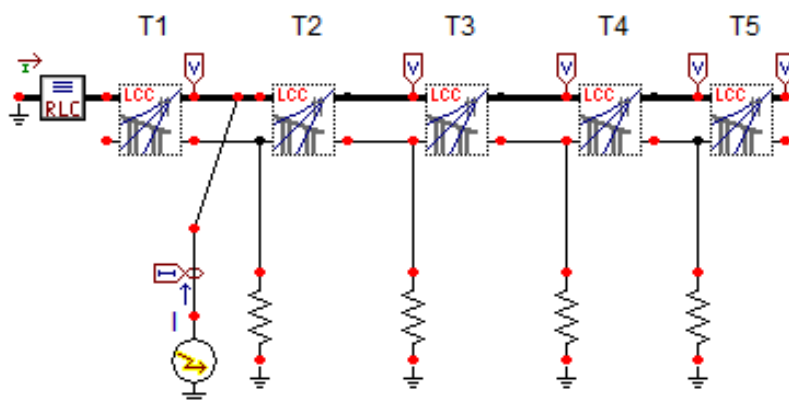 T1 T2 T3 T4 T5
V V V V V
I
RLC LCC LCC LCC LCC LCC
I
I